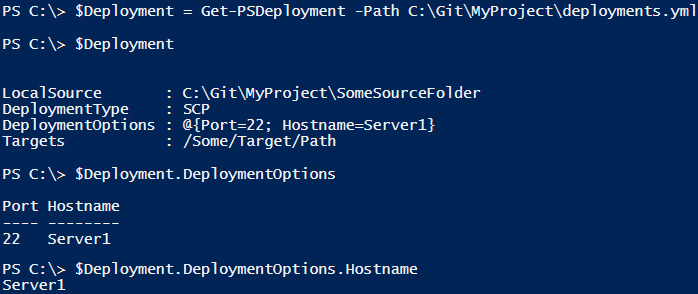 PS C:\> $Deployment = Get-PSDeployment -Path C:\Git\MyProject\deployments.yml
PS C:\> $Deployment
LocalSource       : C:\Git\MyProject\SomeSourceFolder
DeploymentType    : SCP
DeploymentOptions : @{Port=22; Hostname=Server1}
Targets           : /Some/Target/Path
PS C:\> $Deployment.DeploymentOptions
Port Hostname
---- --------
22   Server1
PS C:\> $Deployment.DeploymentOptions.Hostname
Server1